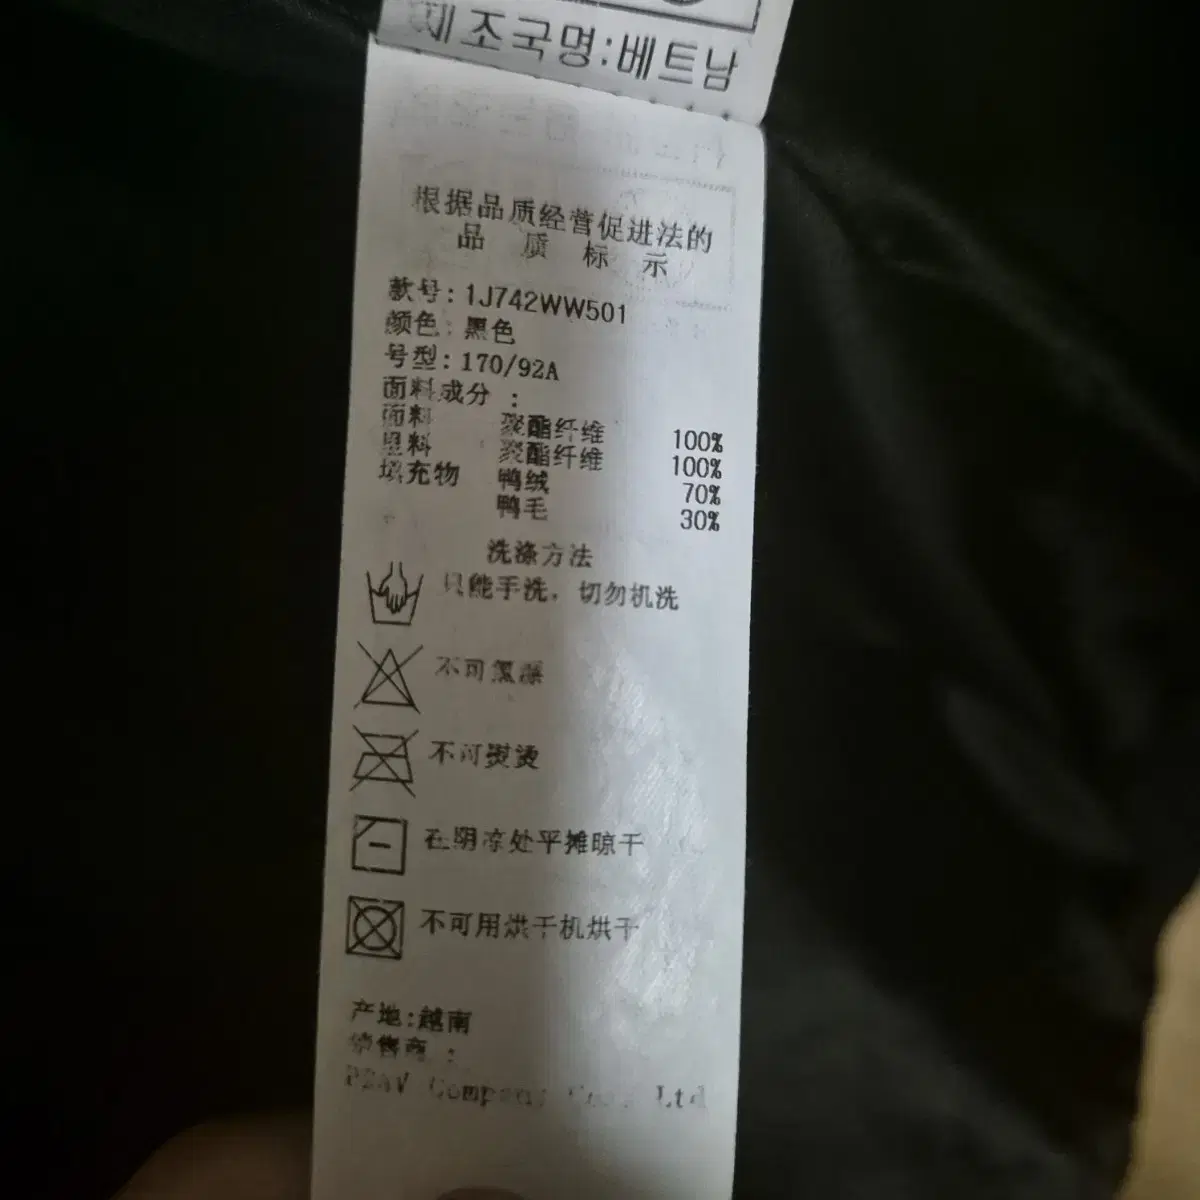 제조국명:베트남
根据品质经营促进法的
品 质 标 示
款号: 1J742WW501
颜色: 黑色
号型: 170/92A
面料成分 :
面料 聚酯纤维 100%
里料 聚酯纤维 100%
填充物 鸭绒 70%
鸭毛 30%
洗涤方法
只能手洗，切勿机洗
不可氯漂
不可熨烫
在阴凉处平摊晾干
不可用烘干机烘干
产地:越南
销售商 :
Company Ltd